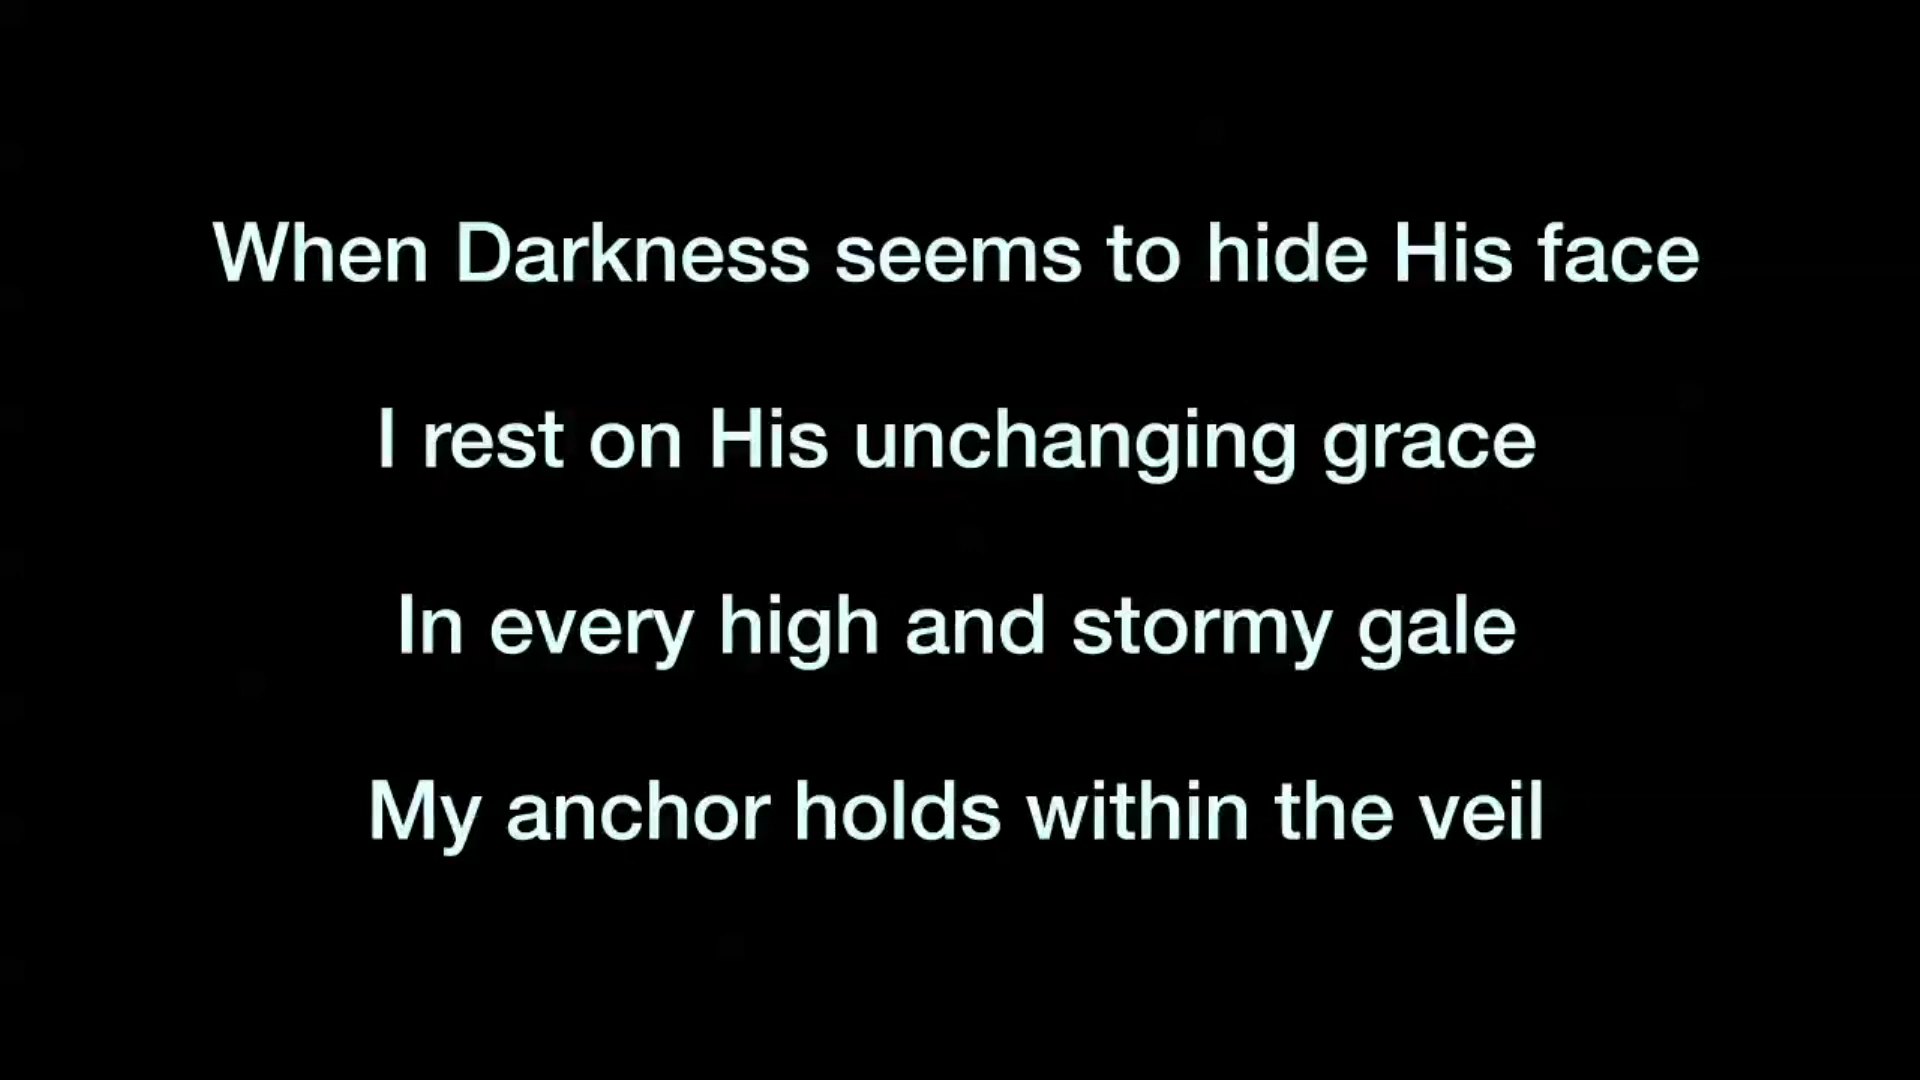 When Darkness seems to hide His face
I rest on His unchanging grace
In every high and stormy gale
My anchor holds within the veil